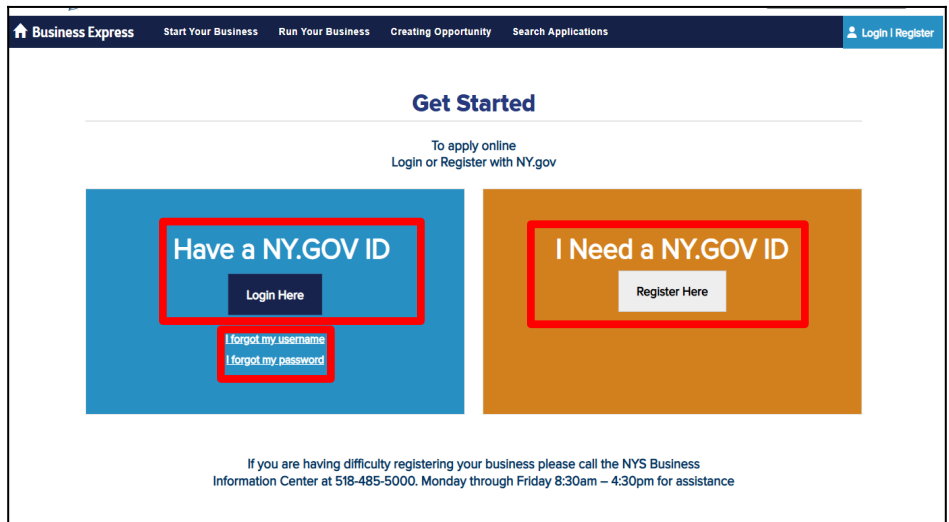 Business Express Start Your Business Run Your Business Creating Opportunity Search Applications Login | Register
Get Started
To apply online
Login or Register with NY.gov
Have a NY.GOV ID
Login Here
I forgot my username
I forgot my password
I Need a NY.GOV ID
Register Here
If you are having difficulty registering your business please call the NYS Business
Information Center at 518-485-5000. Monday through Friday 8:30am – 4:30pm for assistance